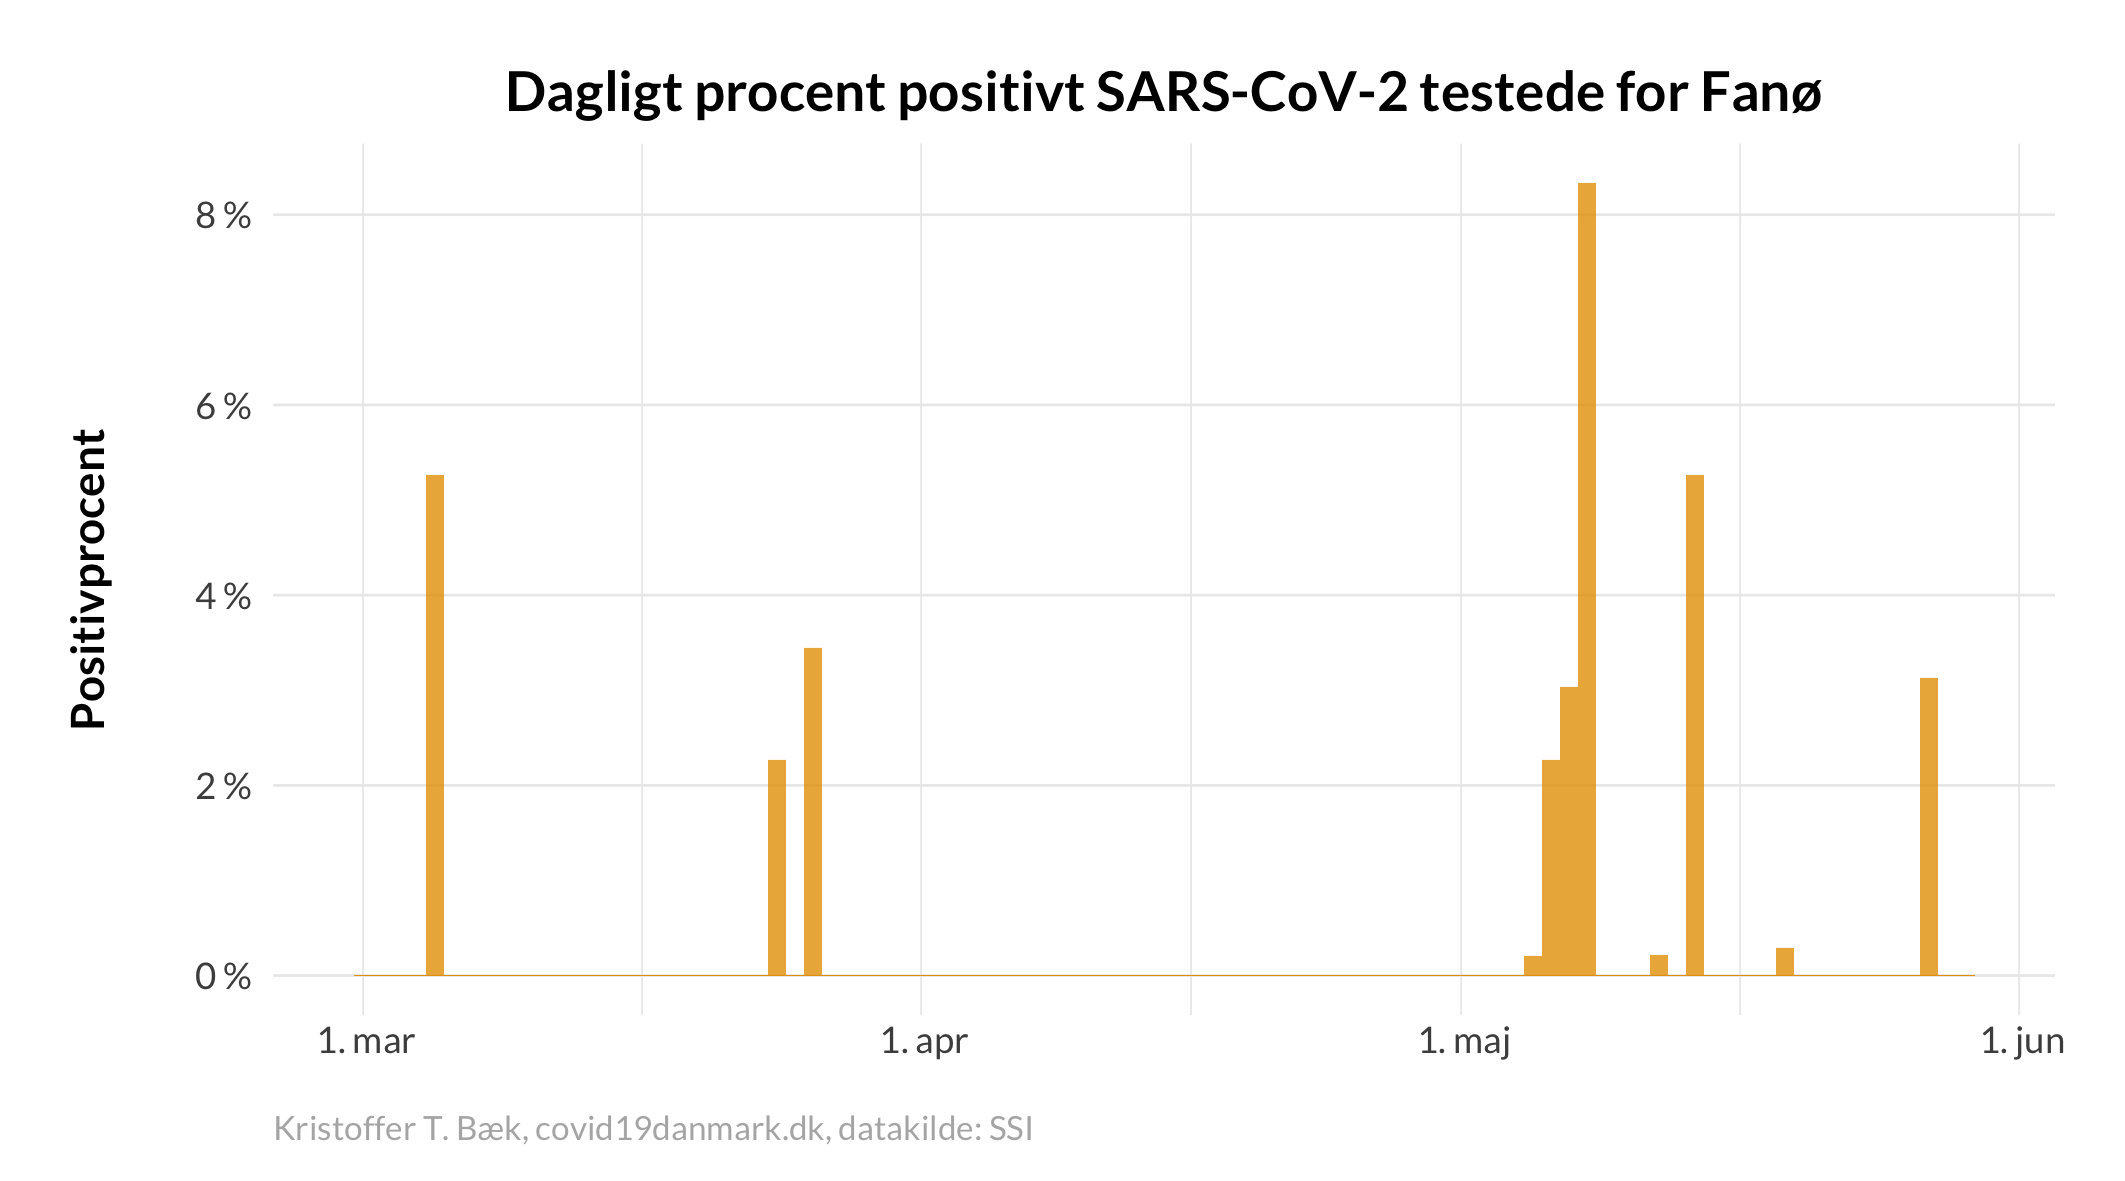 Dagligt procent positivt SARS-CoV-2 testede for Fanø
Positivprocent
8 %
6 %
4 %
2 %
0 %
1. mar
1. apr
1. maj
1. jun
Kristoffer T. Bæk, covid19danmark.dk, datakilde: SSI